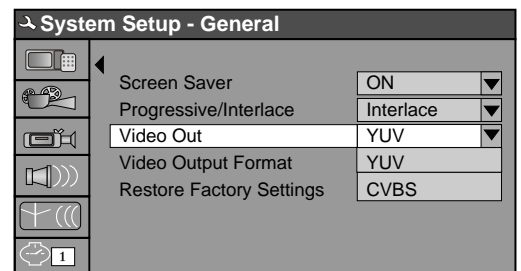 System Setup - General
Screen Saver ON
Progressive/Interlace Interlace
Video Out YUV
Video Output Format YUV
Restore Factory Settings CVBS
1